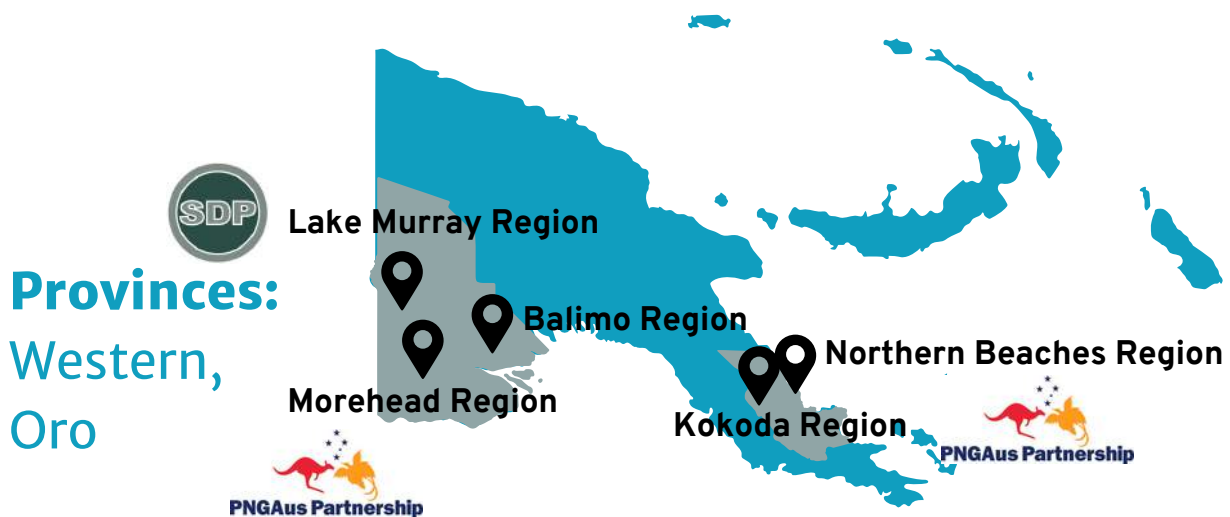 SDP
Lake Murray Region
Provinces:
Western,
Oro
Balimo Region
Morehead Region
Northern Beaches Region
Kokoda Region
PNGAus Partnership
PNGAus Partnership